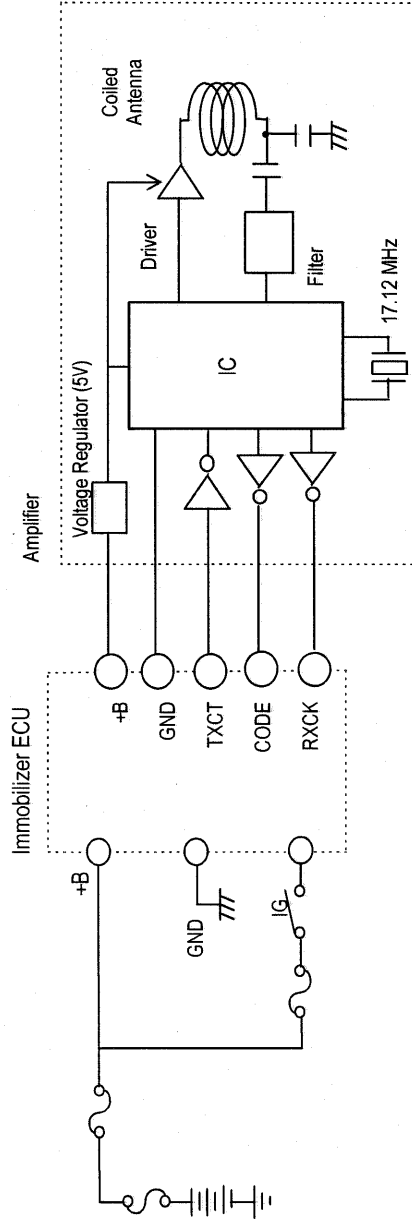 Immobilizer ECU
Amplifier
+B
GND
IG
+B
GND
TXCT
CODE
RXCK
Voltage Regulator (5V)
IC
Driver
Coiled
Antenna
Filter
17.12 MHz